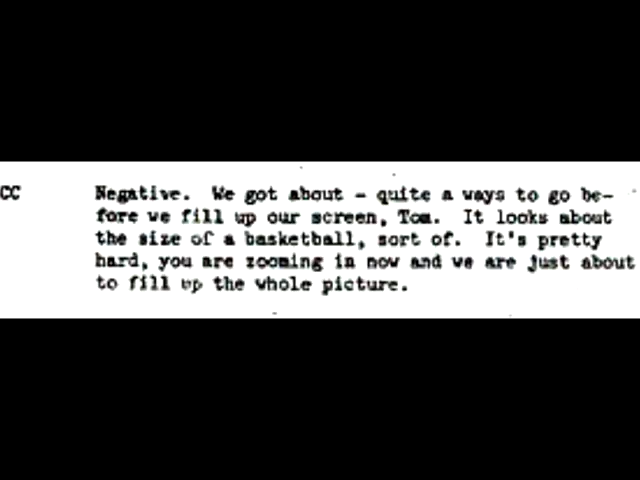 CC Negative. We got about - quite a ways to go be-
fore we fill up our screen, Tom. It looks about
the size of a basketball, sort of. It's pretty
hard, you are zooming in now and we are just about
to fill up the whole picture.